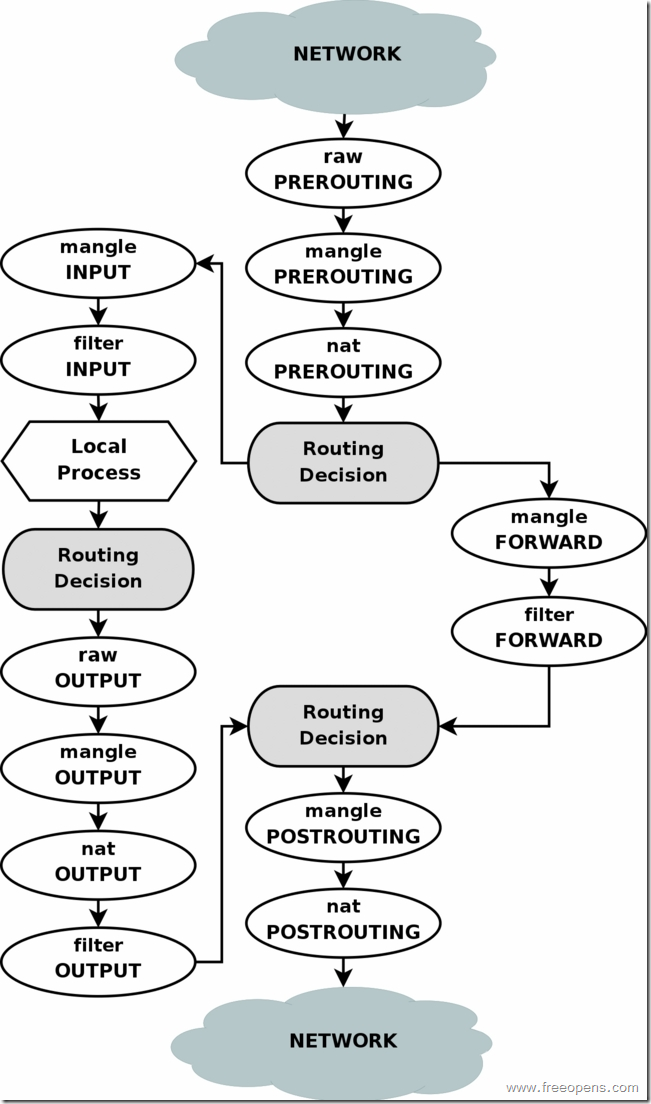 NETWORK
raw
PREROUTING
mangle
PREROUTING
nat
PREROUTING
Routing
Decision
mangle
INPUT
filter
INPUT
Local
Process
Routing
Decision
raw
OUTPUT
mangle
OUTPUT
nat
OUTPUT
filter
OUTPUT
mangle
FORWARD
filter
FORWARD
Routing
Decision
mangle
POSTROUTING
nat
POSTROUTING
NETWORK
www.freeopens.com